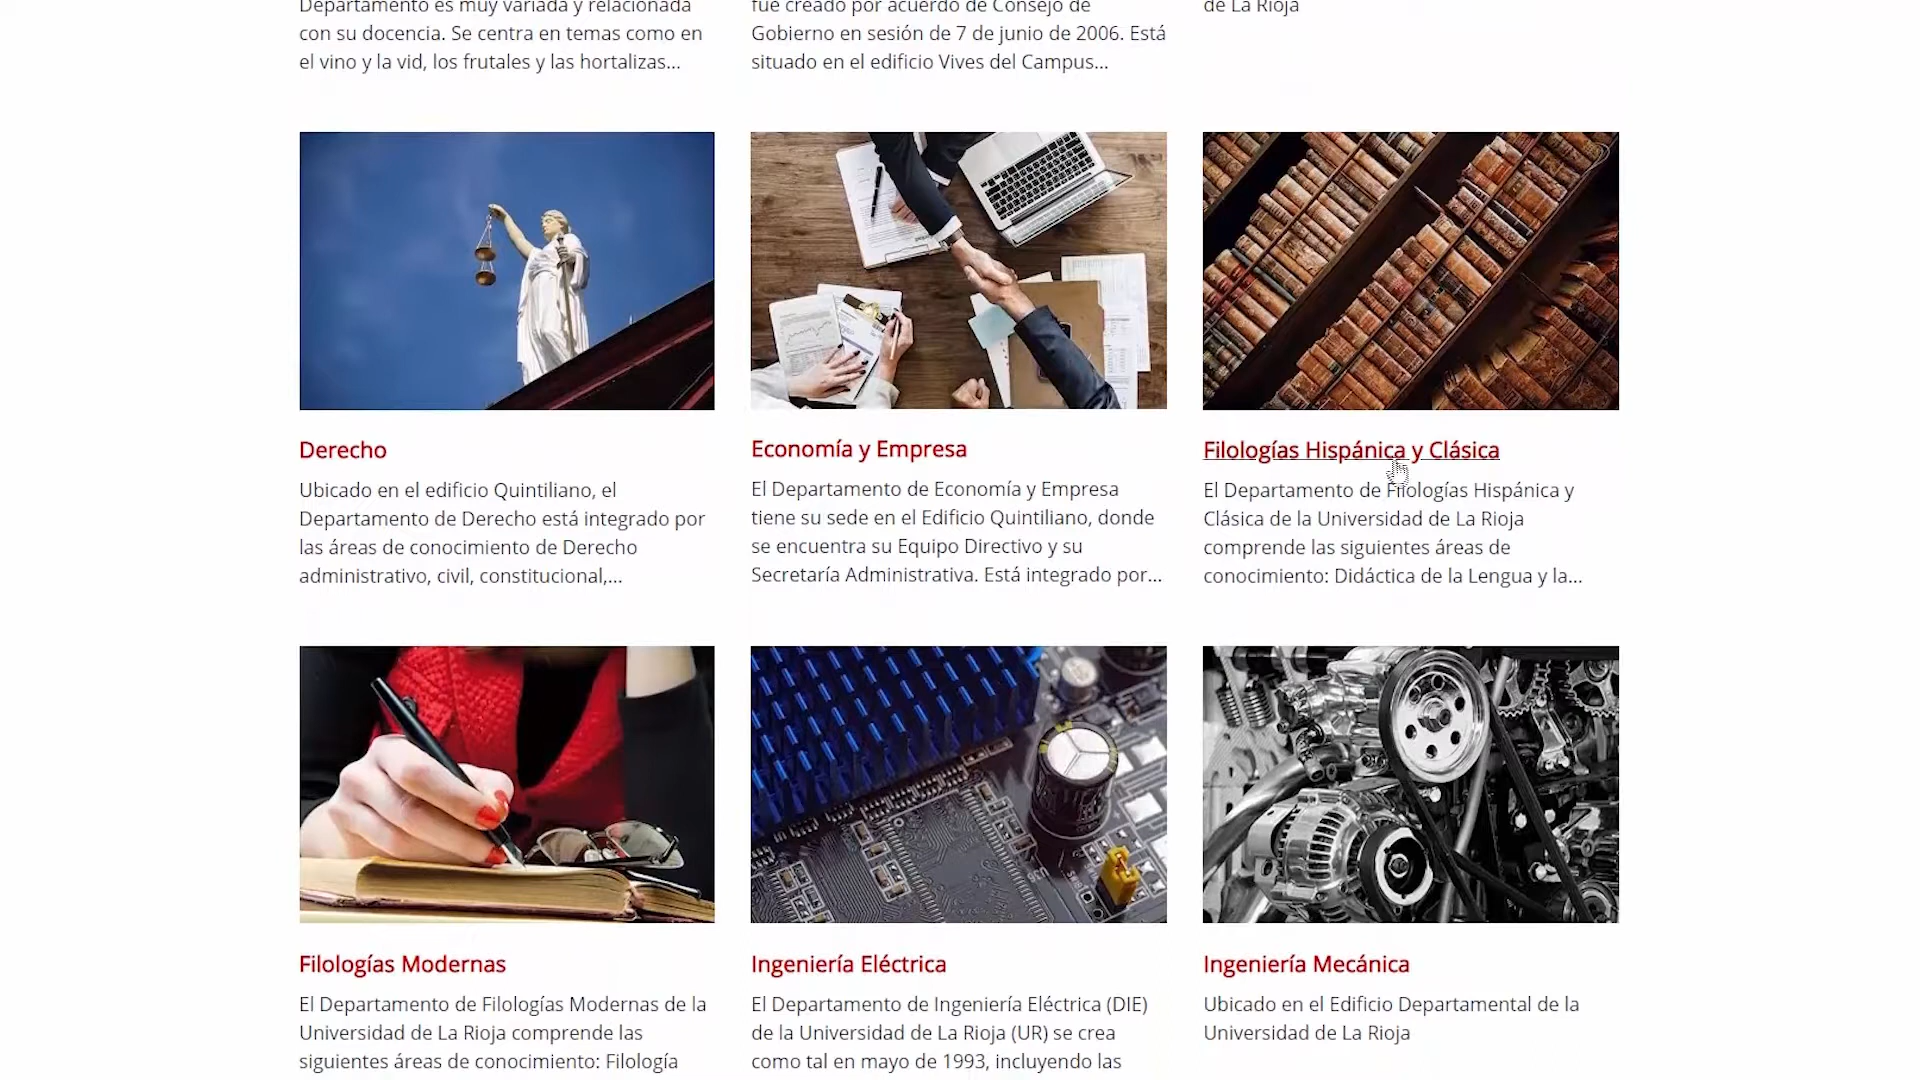 Departamento es muy variada y relacionada
con su docencia. Se centra en temas como en
el vino y la vid, los frutales y las hortalizas...
fue creado por acuerdo de Consejo de
Gobierno en sesión de 7 de junio de 2006. Está
situado en el edificio Vives del Campus...
de La Rioja
Derecho
Ubicado en el edificio Quintiliano, el
Departamento de Derecho está integrado por
las áreas de conocimiento de Derecho
administrativo, civil, constitucional,...
Economía y Empresa
El Departamento de Economía y Empresa
tiene su sede en el Edificio Quintiliano, donde
se encuentra su Equipo Directivo y su
Secretaría Administrativa. Está integrado por...
Filologías Hispánica y Clásica
El Departamento de Filologías Hispánica y
Clásica de la Universidad de La Rioja
comprende las siguientes áreas de
conocimiento: Didáctica de la Lengua y la...
Filologías Modernas
El Departamento de Filologías Modernas de la
Universidad de La Rioja comprende las
siguientes áreas de conocimiento: Filología
Ingeniería Eléctrica
El Departamento de Ingeniería Eléctrica (DIE)
de la Universidad de La Rioja (UR) se crea
como tal en mayo de 1993, incluyendo las
Ingeniería Mecánica
Ubicado en el Edificio Departamental de la
Universidad de La Rioja